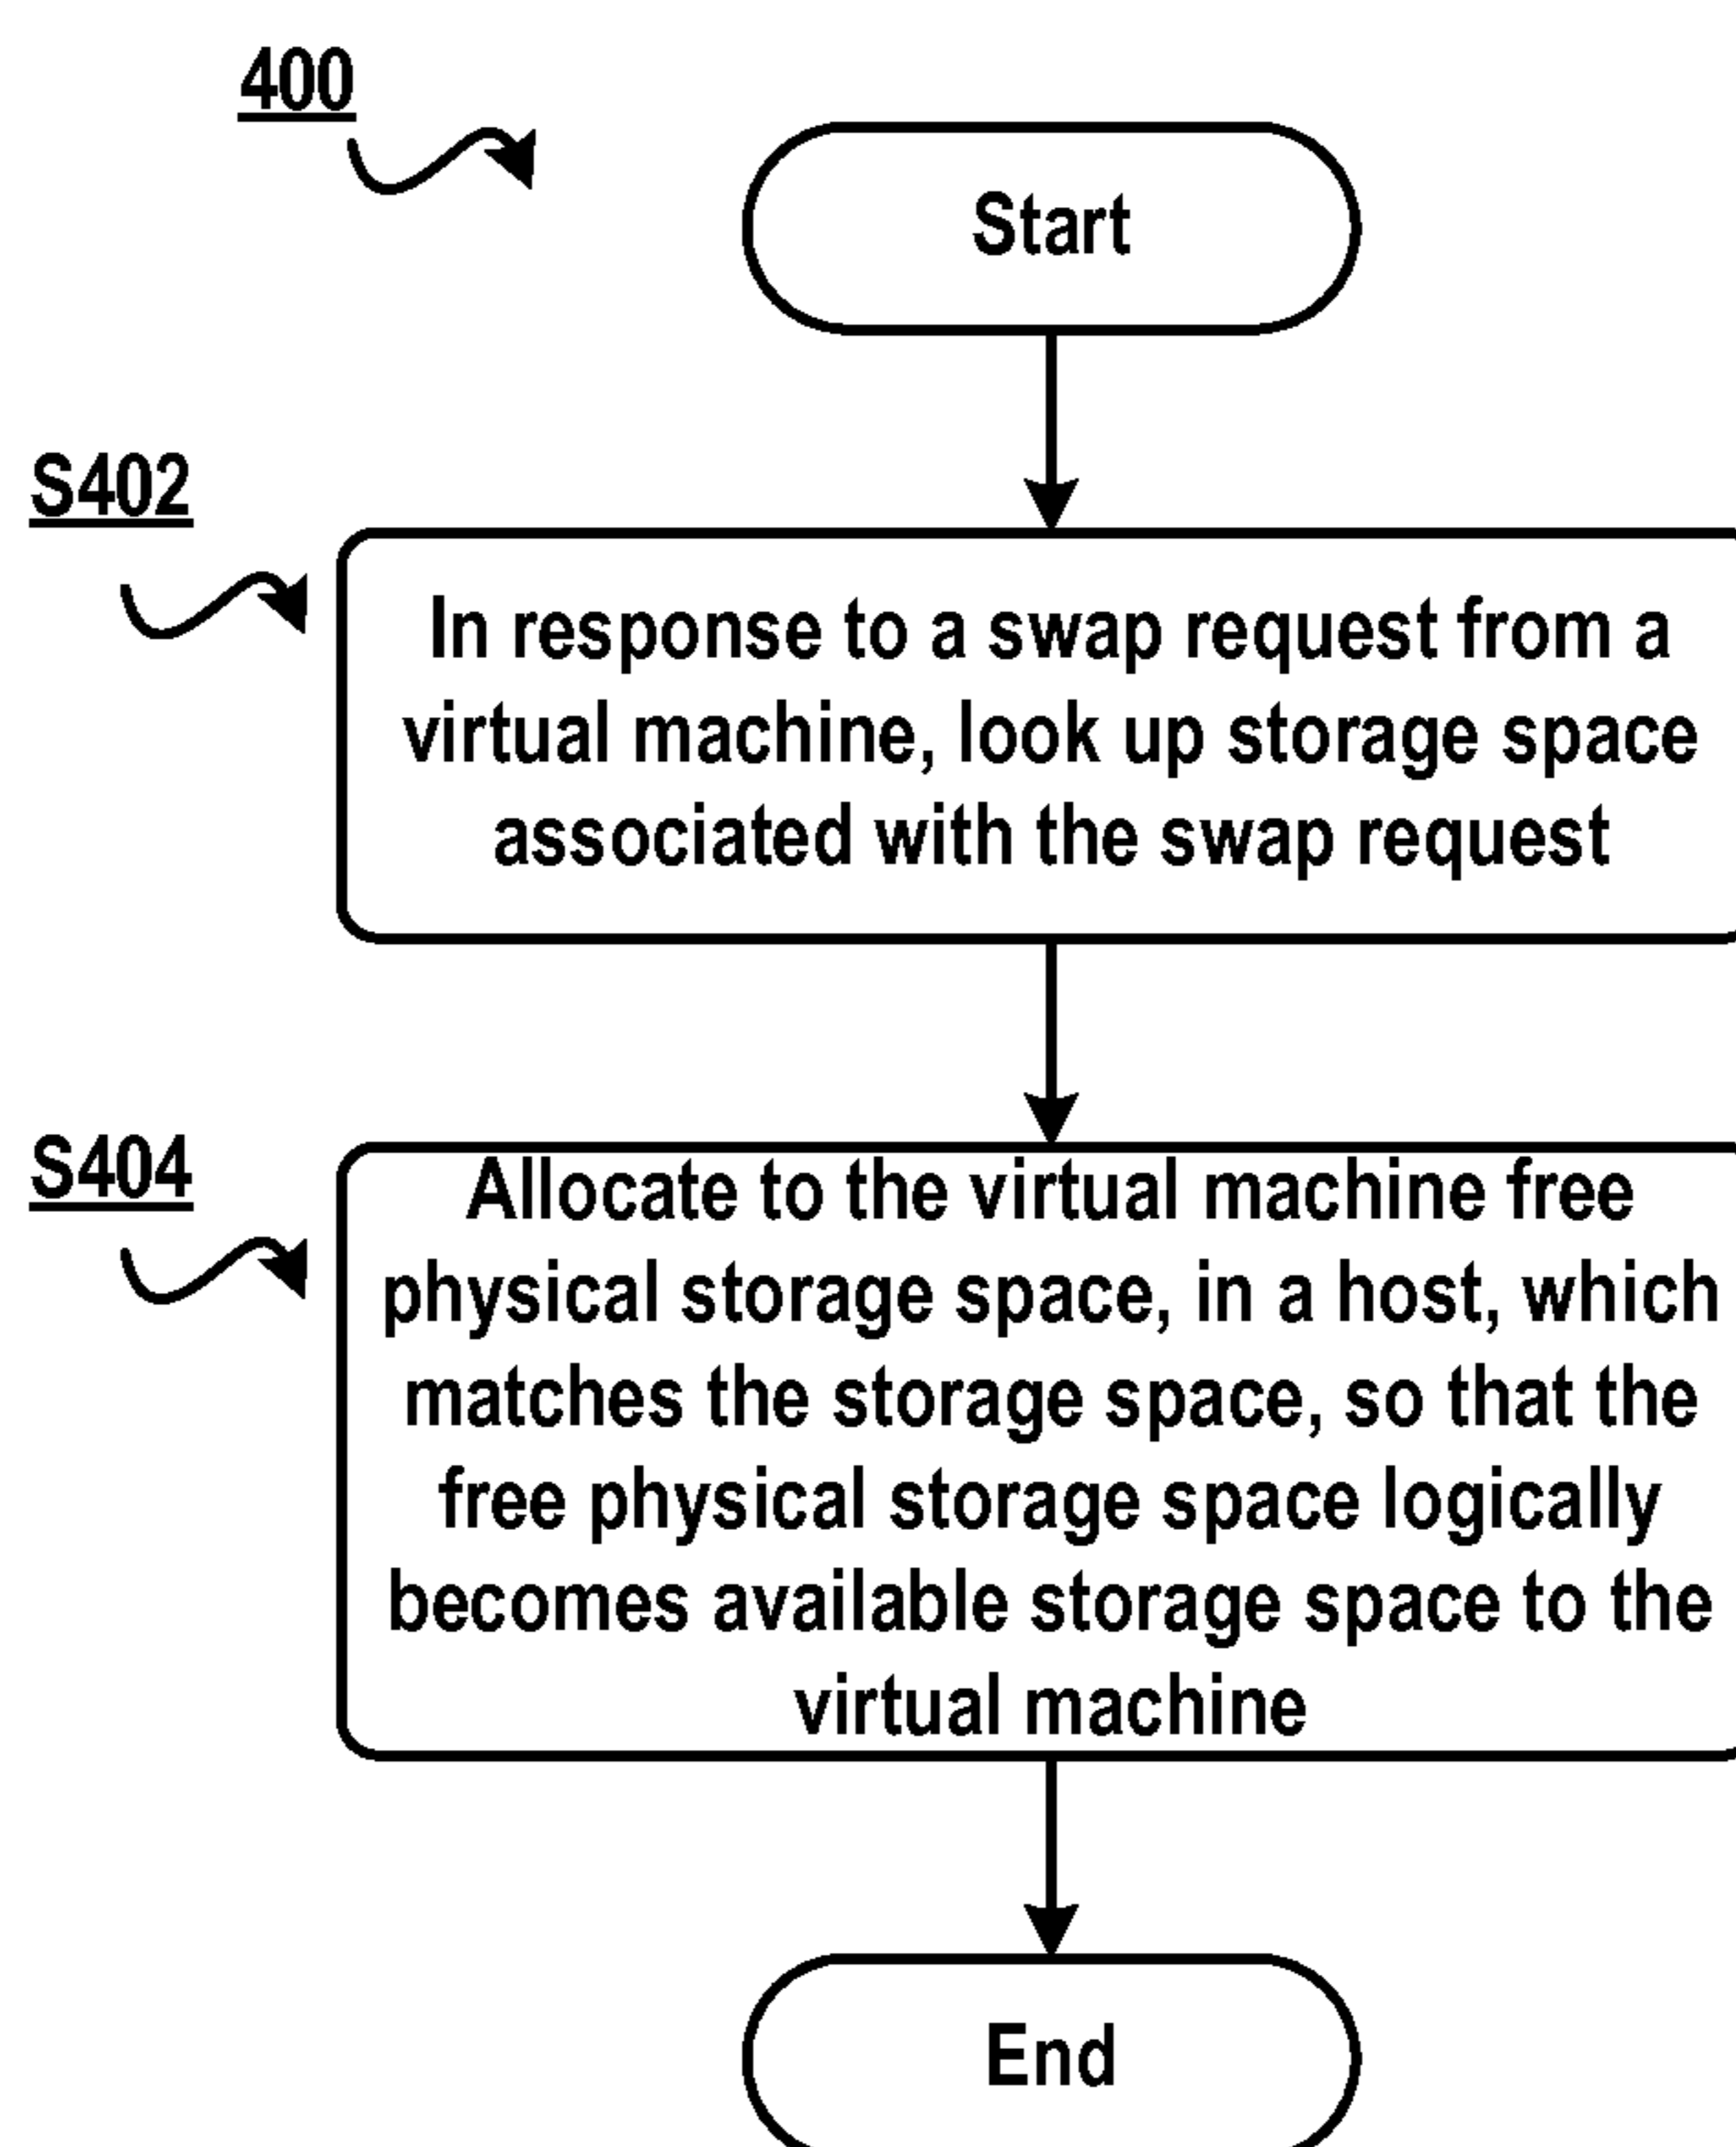 400
Start
S402
In response to a swap request from a
virtual machine, look up storage space
associated with the swap request
S404
Allocate to the virtual machine free
physical storage space, in a host, which
matches the storage space, so that the
free physical storage space logically
becomes available storage space to the
virtual machine
End